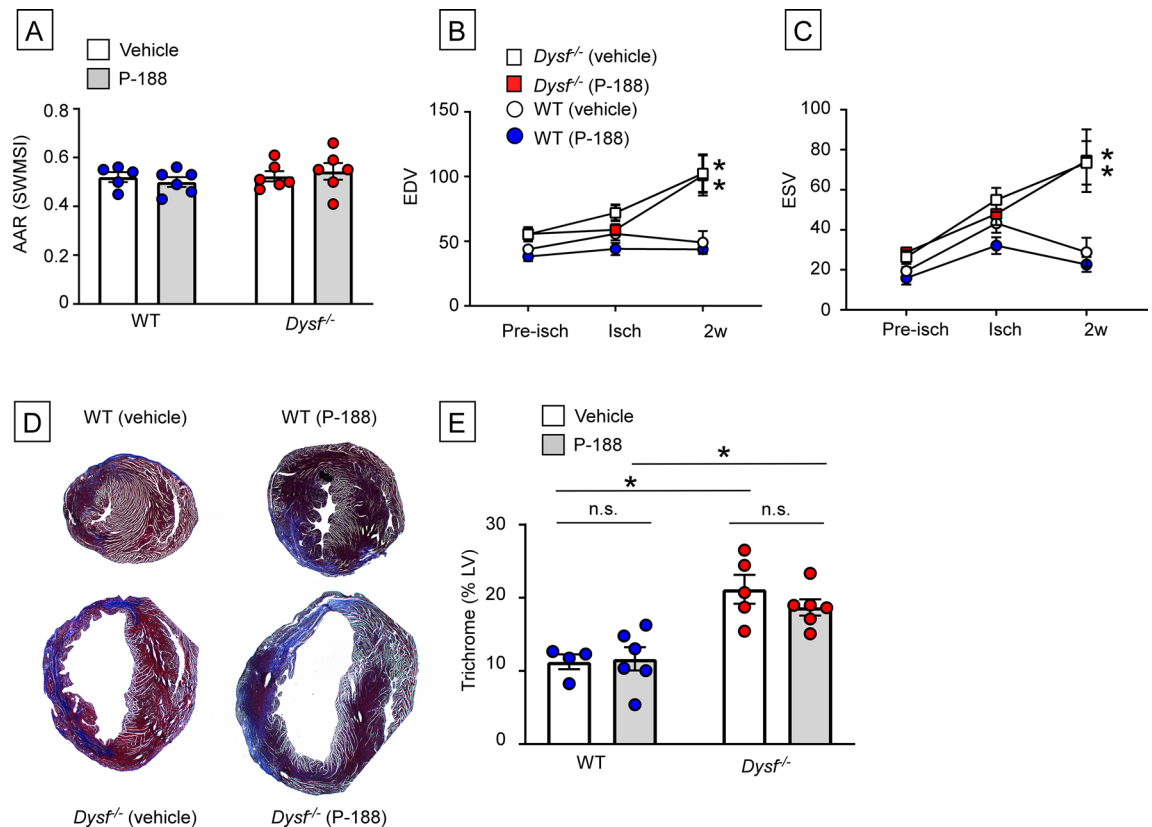 A
Vehicle
P-188
AAR (SWMSI)
0.8
0.6
0.4
0.2
0
WT
Dysf-/-
B
Dysf-/- (vehicle)
Dysf-/- (P-188)
WT (vehicle)
WT (P-188)
EDV
150
100
50
0
*
*
Pre-isch
Isch
2w
C
ESV
100
80
60
40
20
0
*
*
Pre-isch
Isch
2w
D
WT (vehicle)
WT (P-188)
Dysf-/- (vehicle)
Dysf-/- (P-188)
E
Vehicle
P-188
*
*
n.s.
n.s.
Trichrome (% LV)
30
20
10
0
WT
Dysf-/-